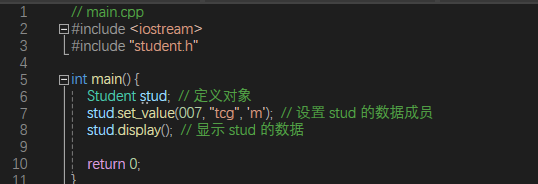 1 // main.cpp
2 #include <iostream>
3 #include "student.h"
4
5 int main() {
6 Student stud; // 定义对象
7 stud.set_value(007, "tcg", 'm'); // 设置 stud 的数据成员
8 stud.display(); // 显示 stud 的数据
9
10 return 0;
11 }